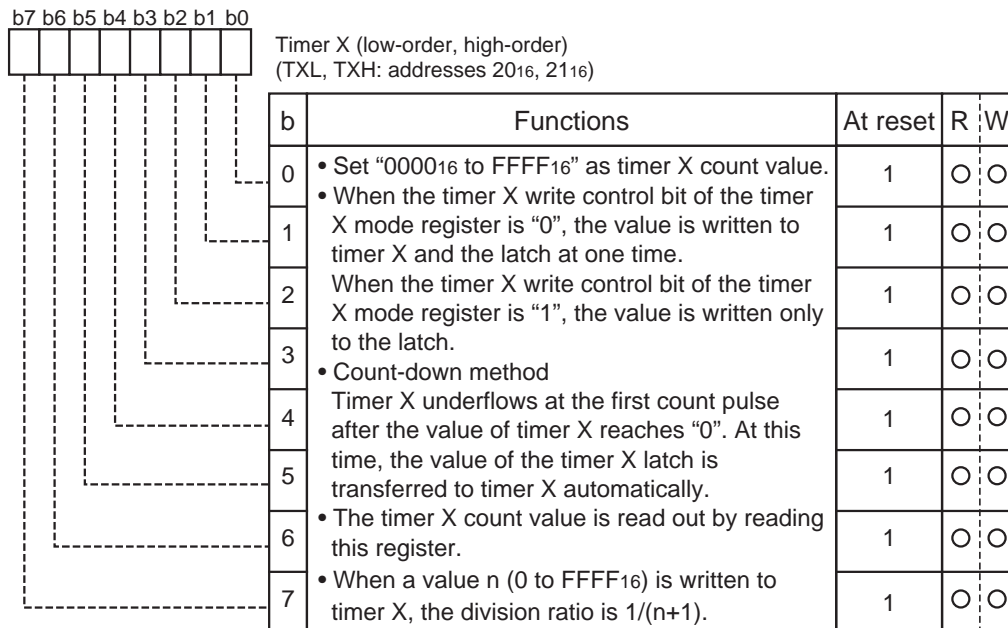 b7 b6 b5 b4 b3 b2 b1 b0
Timer X (low-order, high-order)
(TXL, TXH: addresses 2016, 2116)
b Functions At reset R W
0 • Set “000016 to FFFF16” as timer X count value. 1 O O
• When the timer X write control bit of the timer
1 X mode register is “0”, the value is written to 1 O O
timer X and the latch at one time.
2 When the timer X write control bit of the timer 1 O O
X mode register is “1”, the value is written only
3 to the latch. 1 O O
• Count-down method
4 Timer X underflows at the first count pulse 1 O O
after the value of timer X reaches “0”. At this
5 time, the value of the timer X latch is 1 O O
transferred to timer X automatically.
6 • The timer X count value is read out by reading 1 O O
this register.
7 • When a value n (0 to FFFF16) is written to 1 O O
timer X, the division ratio is 1/(n+1).